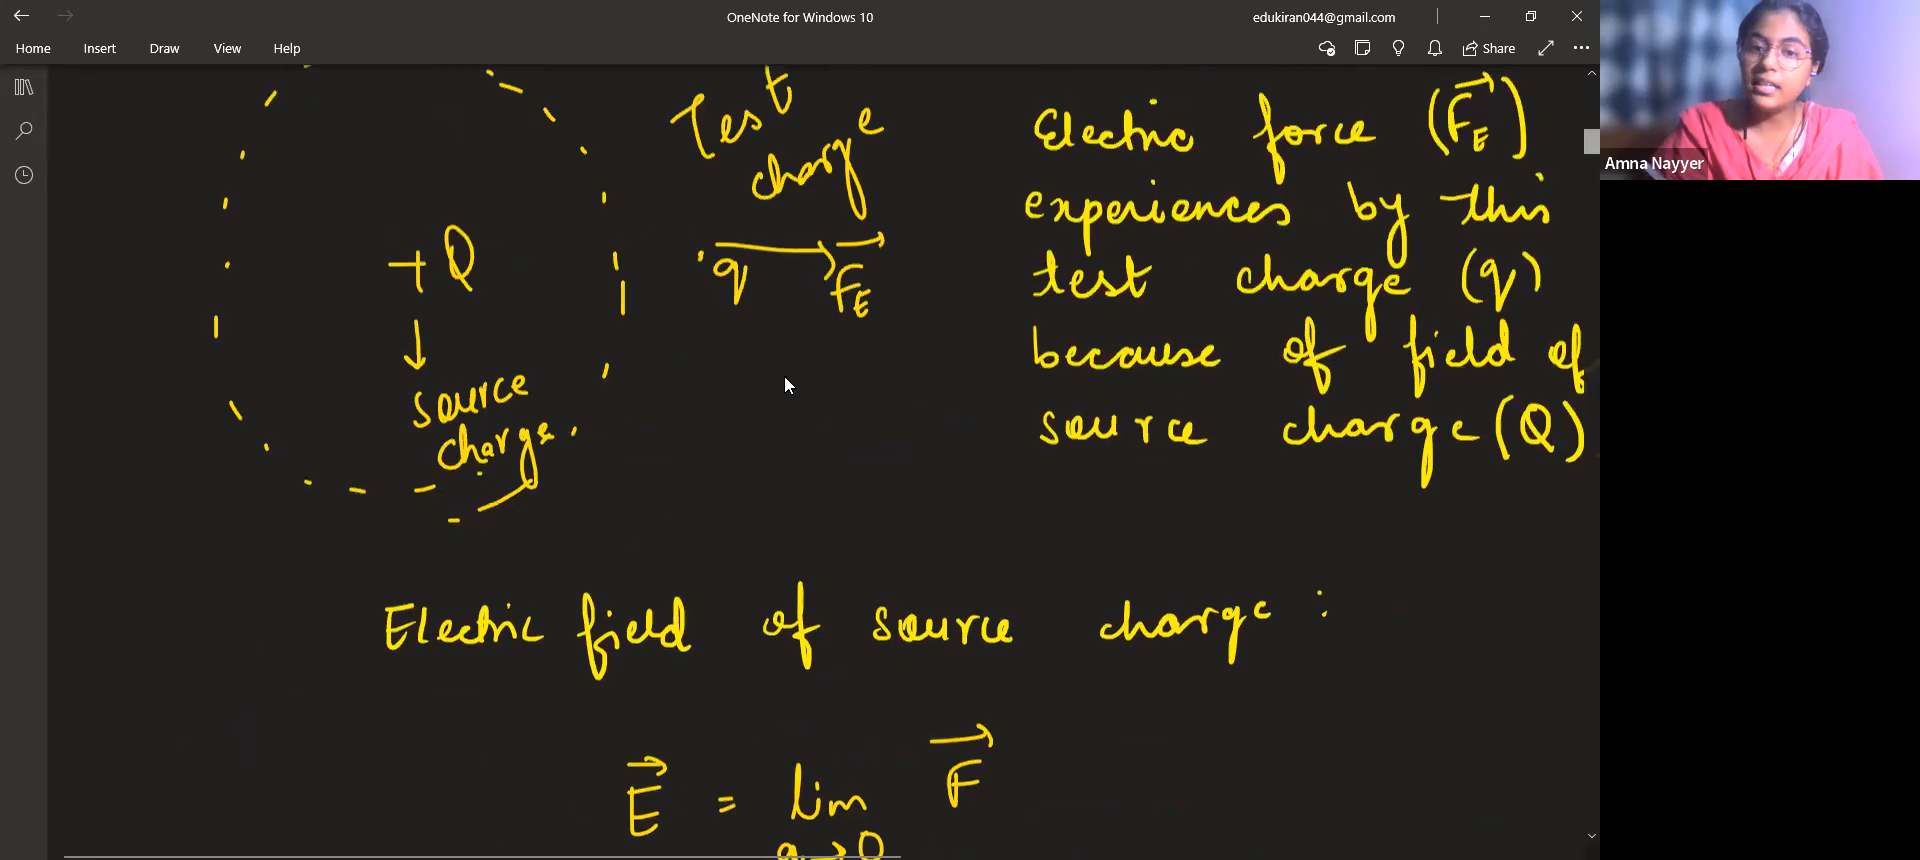 OneNote for Windows 10
edukiran044@gmail.com
Home Insert Draw View Help
Share
Amna Nayyer
Test
charge
+Q
q F_E
source
charge
Electric force (F_E)
experiences by this
test charge (q)
because of field of
source charge (Q)
Electric field of source charge :
E = lim F
q→0